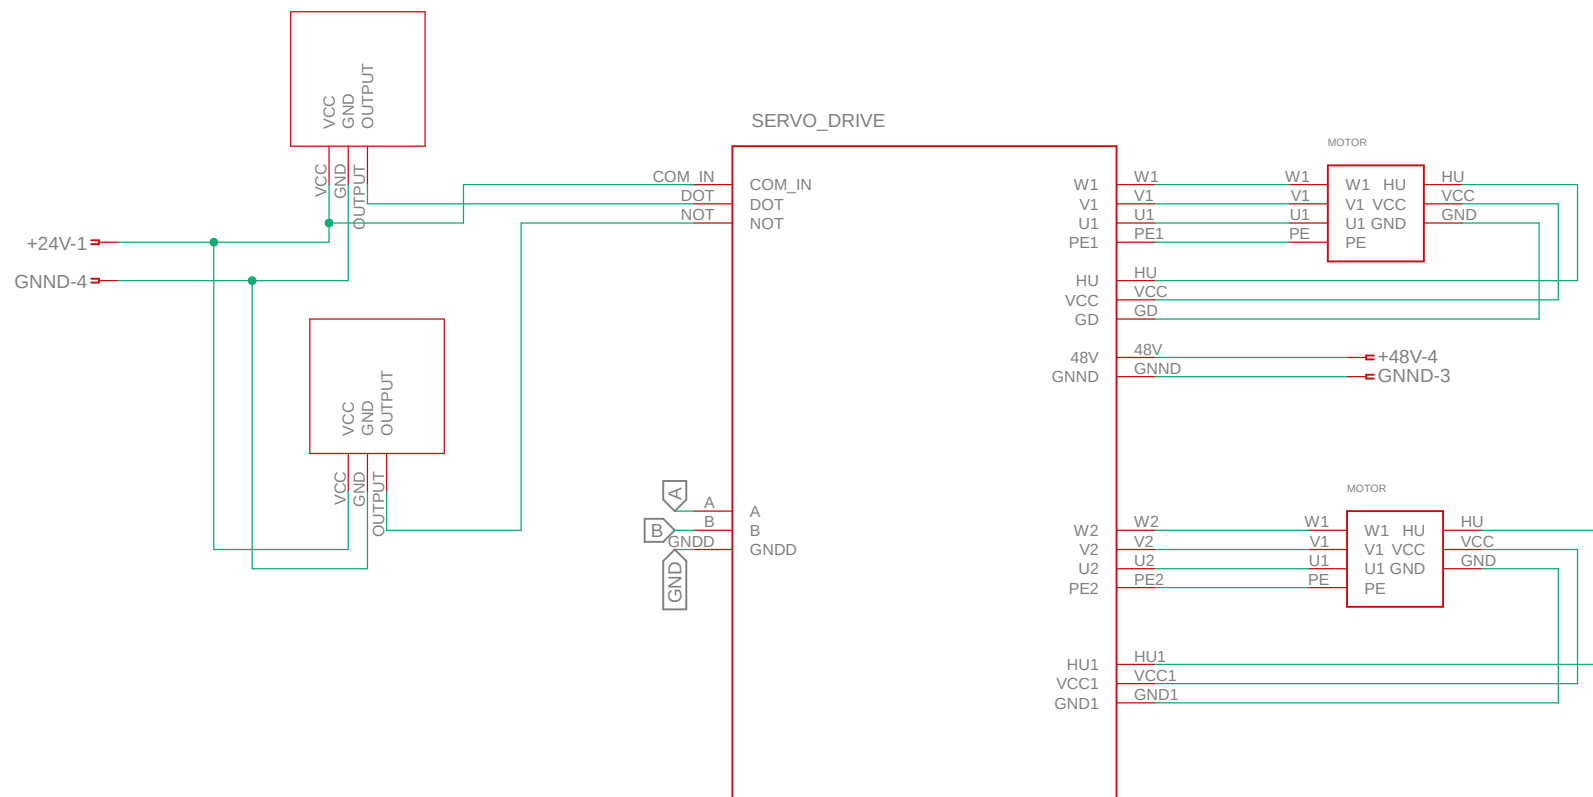 VCC
GND
OUTPUT
VCC
GND
OUTPUT
+24V-1
GNND-4
VCC
GND
OUTPUT
VCC
GND
OUTPUT
SERVO_DRIVE
COM_IN
DOT
NOT
COM_IN
DOT
NOT
A
B
GND
A
B
GNDD
A
B
GNDD
W1
V1
U1
PE1
HU
VCC
GD
48V
GNND
W1
V1
U1
PE1
HU
VCC
GD
48V
GNND
MOTOR
W1
V1
U1
PE
W1 HU
V1 VCC
U1 GND
PE
HU
VCC
GND
+48V-4
GNND-3
W2
V2
U2
PE2
HU1
VCC1
GND1
W2
V2
U2
PE2
HU1
VCC1
GND1
MOTOR
W1
V1
U1
PE
W1 HU
V1 VCC
U1 GND
PE
HU
VCC
GND